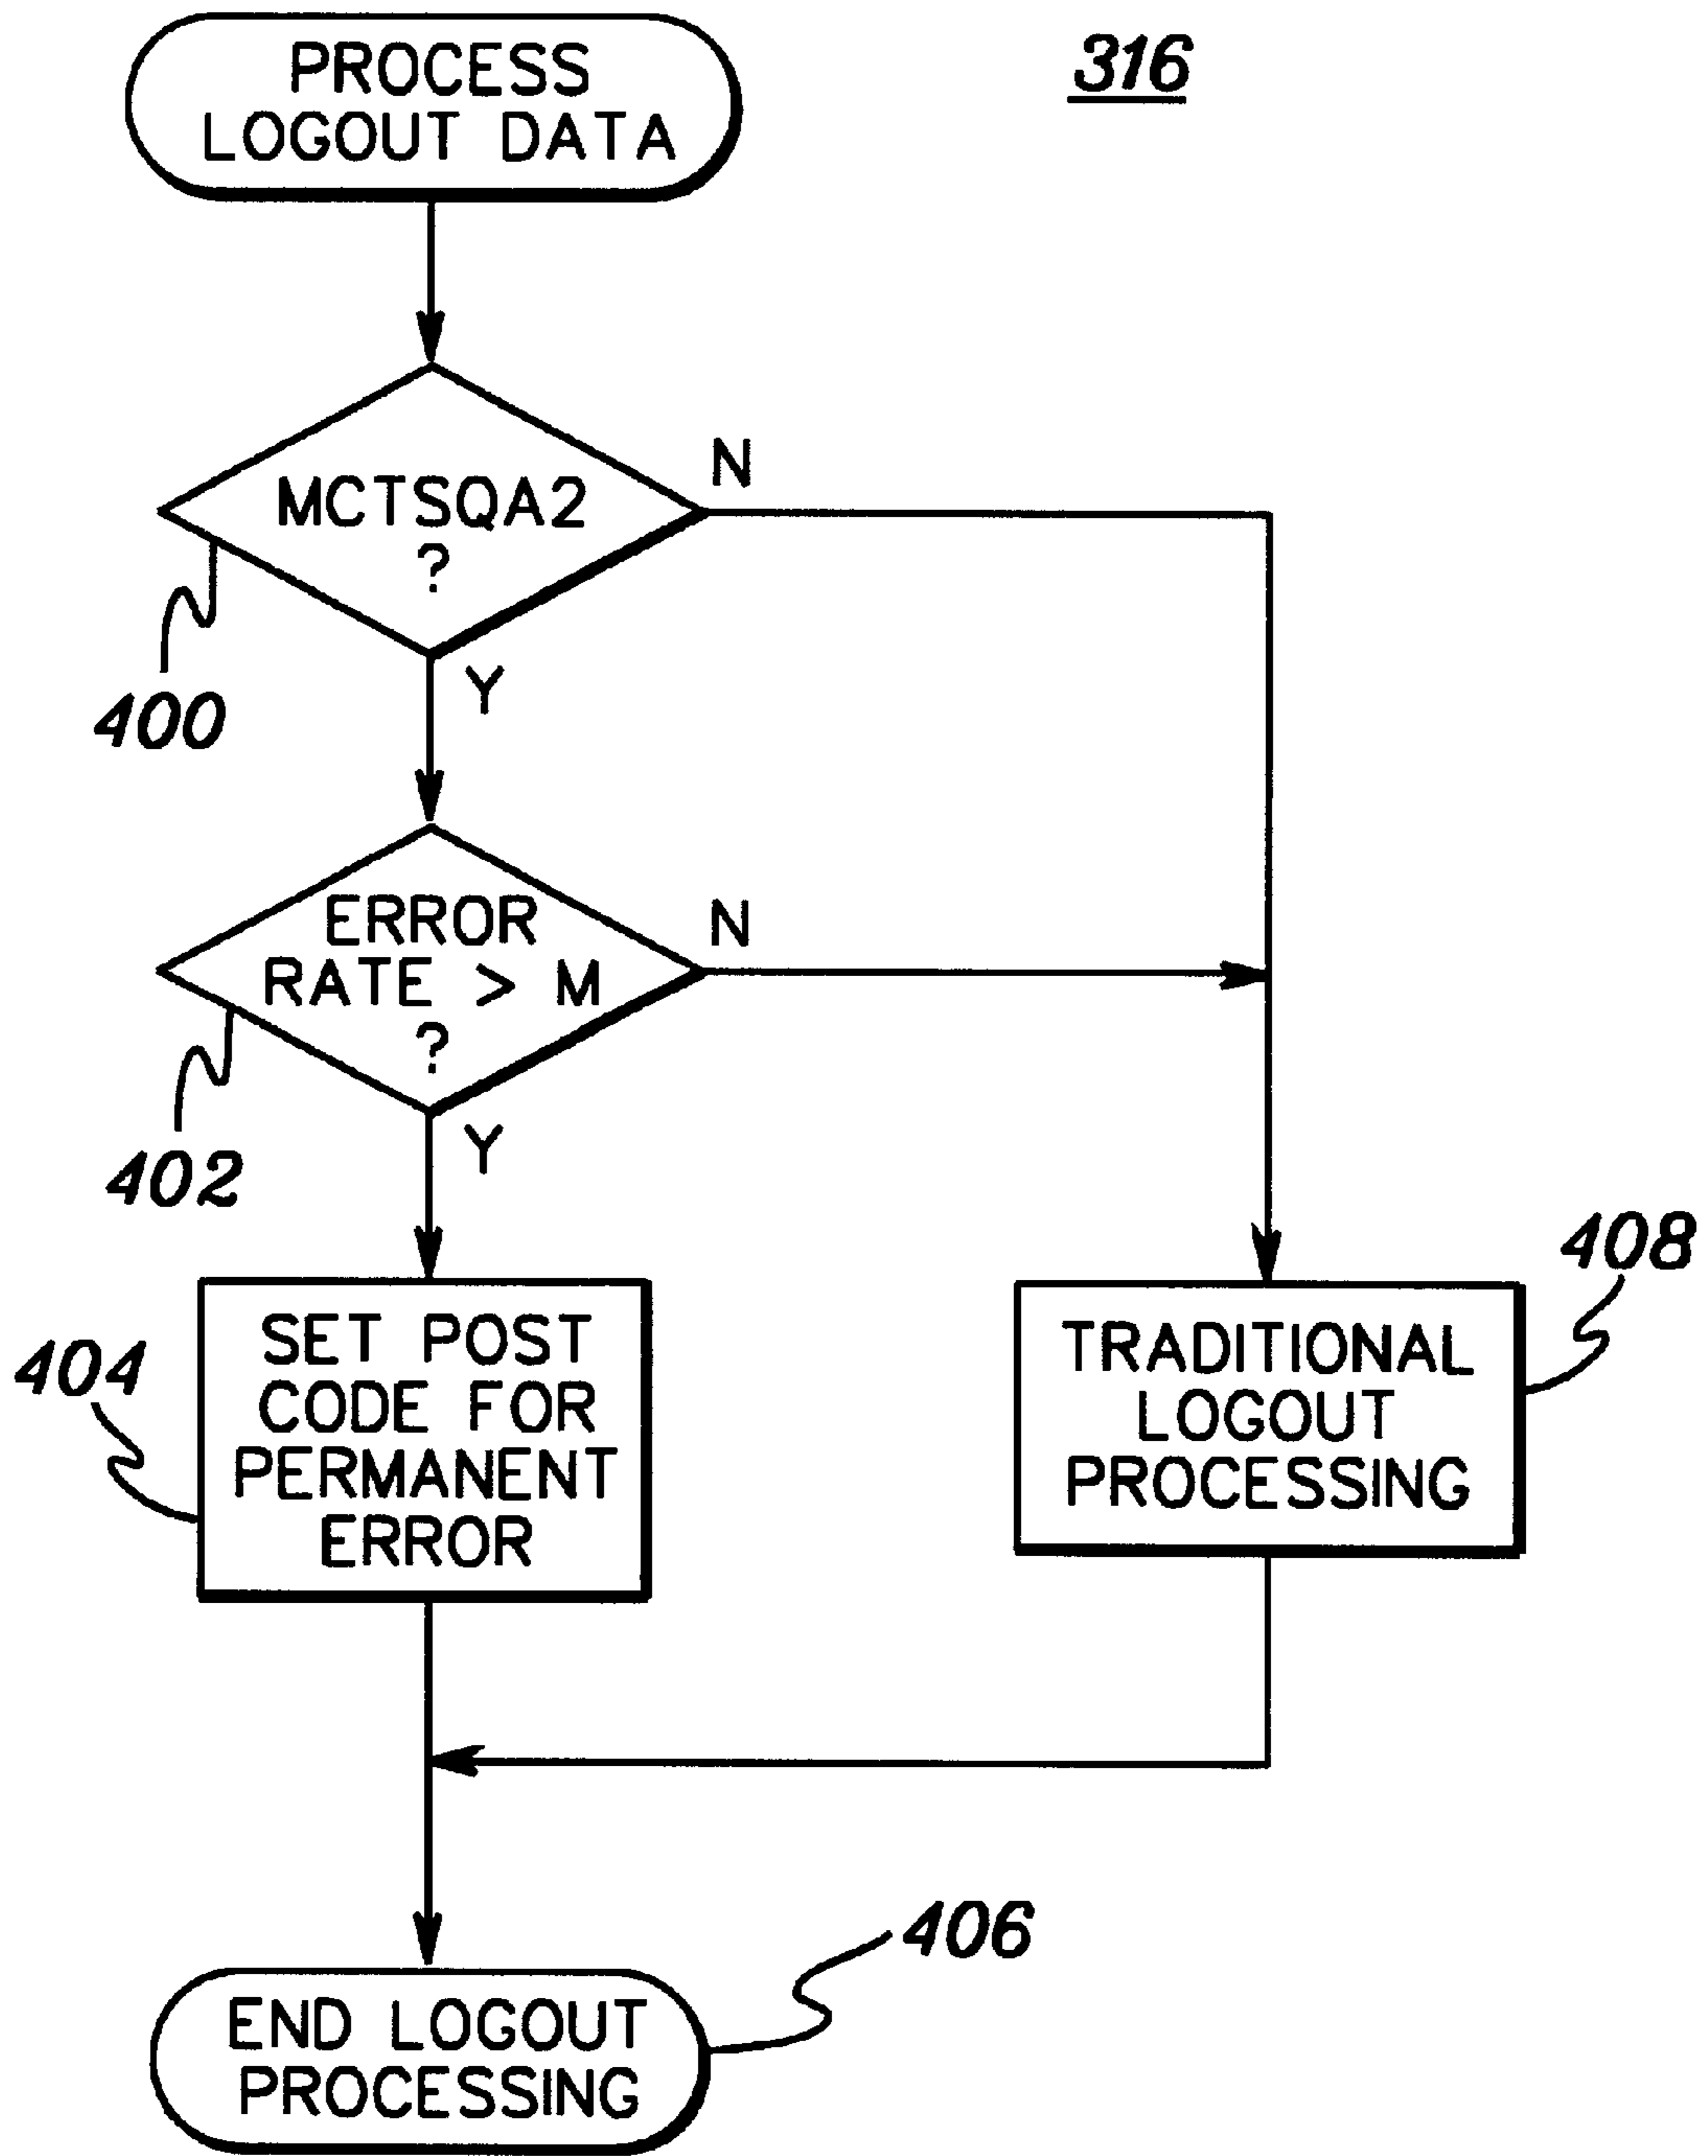 PROCESS
LOGOUT DATA
316
MCTSQA2
?
N
Y
400
ERROR
RATE > M
?
N
Y
402
SET POST
CODE FOR
PERMANENT
ERROR
404
TRADITIONAL
LOGOUT
PROCESSING
408
END LOGOUT
PROCESSING
406